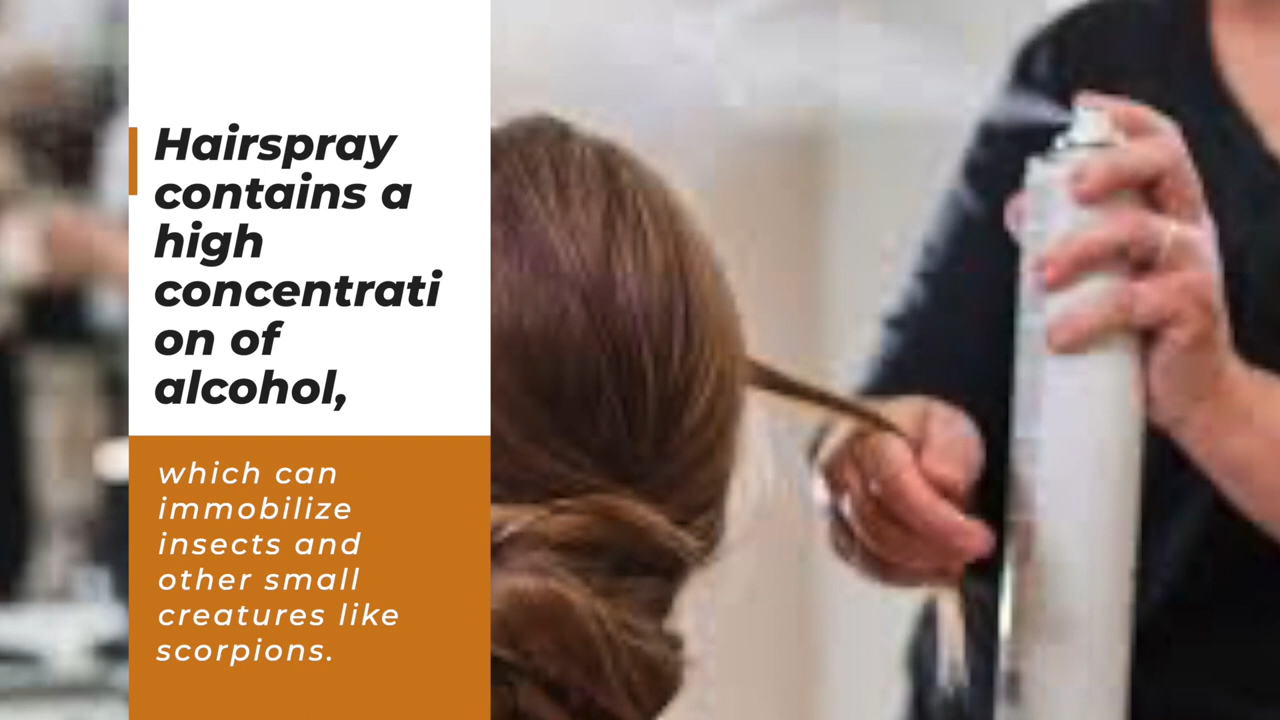 Hairspray
contains a
high
concentrati
on of
alcohol,
which can
immobilize
insects and
other small
creatures like
scorpions.